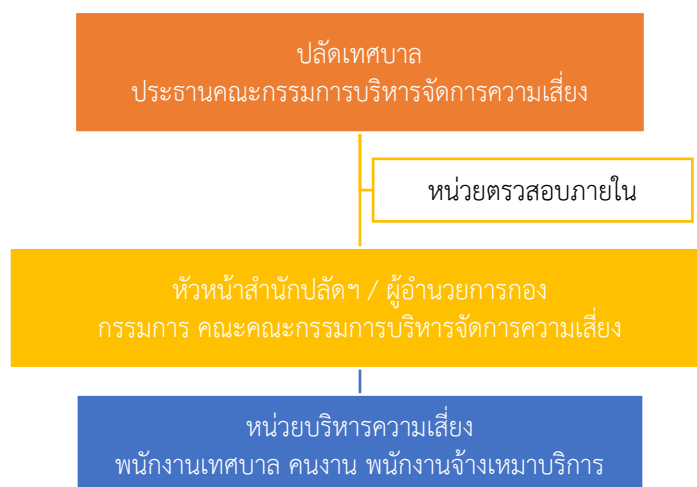 ปลัดเทศบาล
ประธานคณะกรรมการบริหารจัดการความเสี่ยง
หน่วยตรวสอบภายใน
หัวหน้าสำนักปลัดฯ / ผู้อำนวยการกอง
กรรมการ คณะคณะกรรมการบริหารจัดการความเสี่ยง
หน่วยบริหารความเสี่ยง
พนักงานเทศบาล คนงาน พนักงานจ้างเหมาบริการ